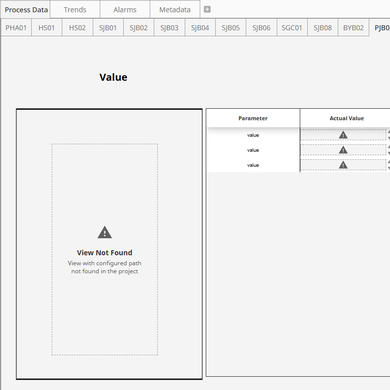 Process Data Trends Alarms Metadata
PHA01 HS01 HS02 SJB01 SJB02 SJB03 SJB04 SJB05 SJB06 SGC01 SJB08 BYB02 PJB0
Value
Parameter Actual Value
value
value
value
View Not Found
View with configured path
not found in the project